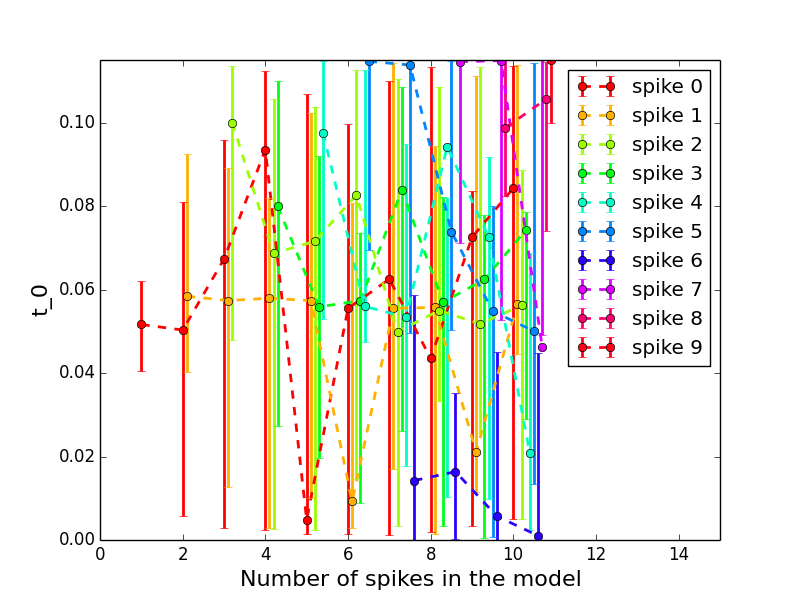 spike 0
spike 1
spike 2
spike 3
spike 4
spike 5
spike 6
spike 7
spike 8
spike 9
0.10
0.08
0.06
0.04
0.02
0.00
t_0
0 2 4 6 8 10 12 14
Number of spikes in the model